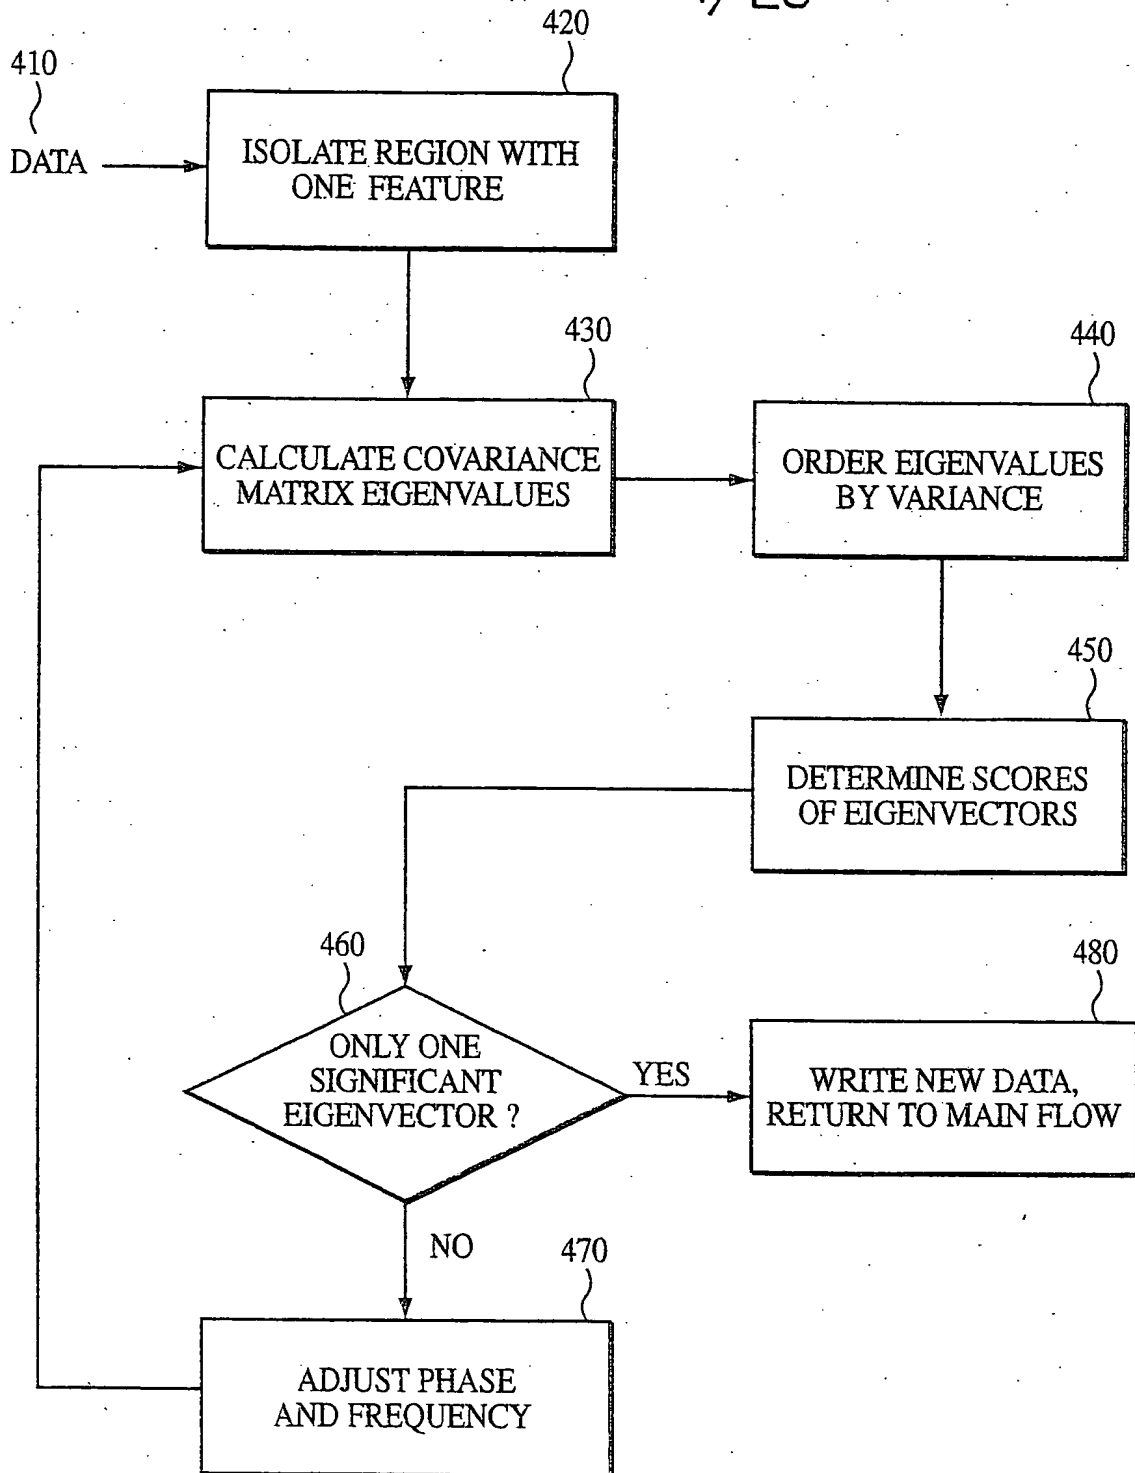 420
410
DATA
ISOLATE REGION WITH
ONE FEATURE
430
440
CALCULATE COVARIANCE
MATRIX EIGENVALUES
ORDER EIGENVALUES
BY VARIANCE
450
DETERMINE SCORES
OF EIGENVECTORS
460
480
ONLY ONE
SIGNIFICANT
EIGENVECTOR ?
YES
WRITE NEW DATA,
RETURN TO MAIN FLOW
NO
470
ADJUST PHASE
AND FREQUENCY